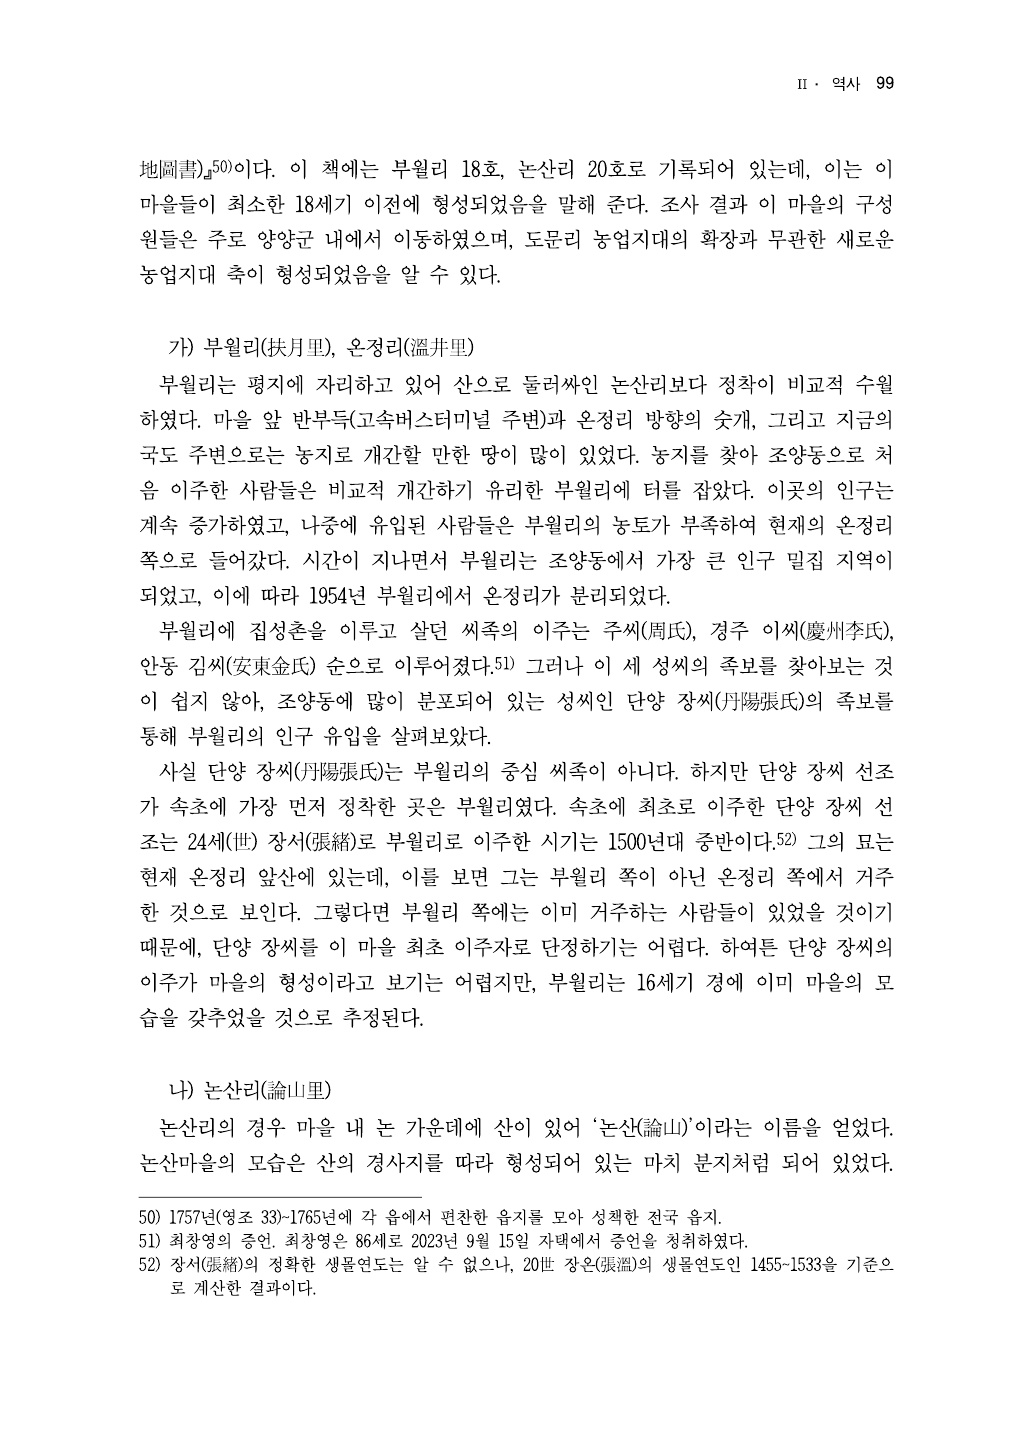 II · 역사 99
地圖書)』50)이다. 이 책에는 부월리 18호, 논산리 20호로 기록되어 있는데, 이는 이
마을들이 최소한 18세기 이전에 형성되었음을 말해 준다. 조사 결과 이 마을의 구성
원들은 주로 양양군 내에서 이동하였으며, 도문리 농업지대의 확장과 무관한 새로운
농업지대 축이 형성되었음을 알 수 있다.
가) 부월리(扶月里), 온정리(溫井里)
부월리는 평지에 자리하고 있어 산으로 둘러싸인 논산리보다 정착이 비교적 수월
하였다. 마을 앞 반부득(고속버스터미널 주변)과 온정리 방향의 숫개, 그리고 지금의
국도 주변으로는 농지로 개간할 만한 땅이 많이 있었다. 농지를 찾아 조양동으로 처
음 이주한 사람들은 비교적 개간하기 유리한 부월리에 터를 잡았다. 이곳의 인구는
계속 증가하였고, 나중에 유입된 사람들은 부월리의 농토가 부족하여 현재의 온정리
쪽으로 들어갔다. 시간이 지나면서 부월리는 조양동에서 가장 큰 인구 밀집 지역이
되었고, 이에 따라 1954년 부월리에서 온정리가 분리되었다.
부월리에 집성촌을 이루고 살던 씨족의 이주는 주씨(周氏), 경주 이씨(慶州李氏),
안동 김씨(安東金氏) 순으로 이루어졌다.51) 그러나 이 세 성씨의 족보를 찾아보는 것
이 쉽지 않아, 조양동에 많이 분포되어 있는 성씨인 단양 장씨(丹陽張氏)의 족보를
통해 부월리의 인구 유입을 살펴보았다.
사실 단양 장씨(丹陽張氏)는 부월리의 중심 씨족이 아니다. 하지만 단양 장씨 선조
가 속초에 가장 먼저 정착한 곳은 부월리였다. 속초에 최초로 이주한 단양 장씨 선
조는 24세(世) 장서(張緖)로 부월리로 이주한 시기는 1500년대 중반이다.52) 그의 묘는
현재 온정리 앞산에 있는데, 이를 보면 그는 부월리 쪽이 아닌 온정리 쪽에서 거주
한 것으로 보인다. 그렇다면 부월리 쪽에는 이미 거주하는 사람들이 있었을 것이기
때문에, 단양 장씨를 이 마을 최초 이주자로 단정하기는 어렵다. 하여튼 단양 장씨의
이주가 마을의 형성이라고 보기는 어렵지만, 부월리는 16세기 경에 이미 마을의 모
습을 갖추었을 것으로 추정된다.
나) 논산리(論山里)
논산리의 경우 마을 내 논 가운데에 산이 있어 ‘논산(論山)’이라는 이름을 얻었다.
논산마을의 모습은 산의 경사지를 따라 형성되어 있는 마치 분지처럼 되어 있었다.
50) 1757년(영조 33)~1765년에 각 읍에서 편찬한 읍지를 모아 성책한 전국 읍지.
51) 최창영의 증언. 최창영은 86세로 2023년 9월 15일 자택에서 증언을 청취하였다.
52) 장서(張緖)의 정확한 생몰연도는 알 수 없으나, 20世 장온(張溫)의 생몰연도인 1455~1533을 기준으
로 계산한 결과이다.